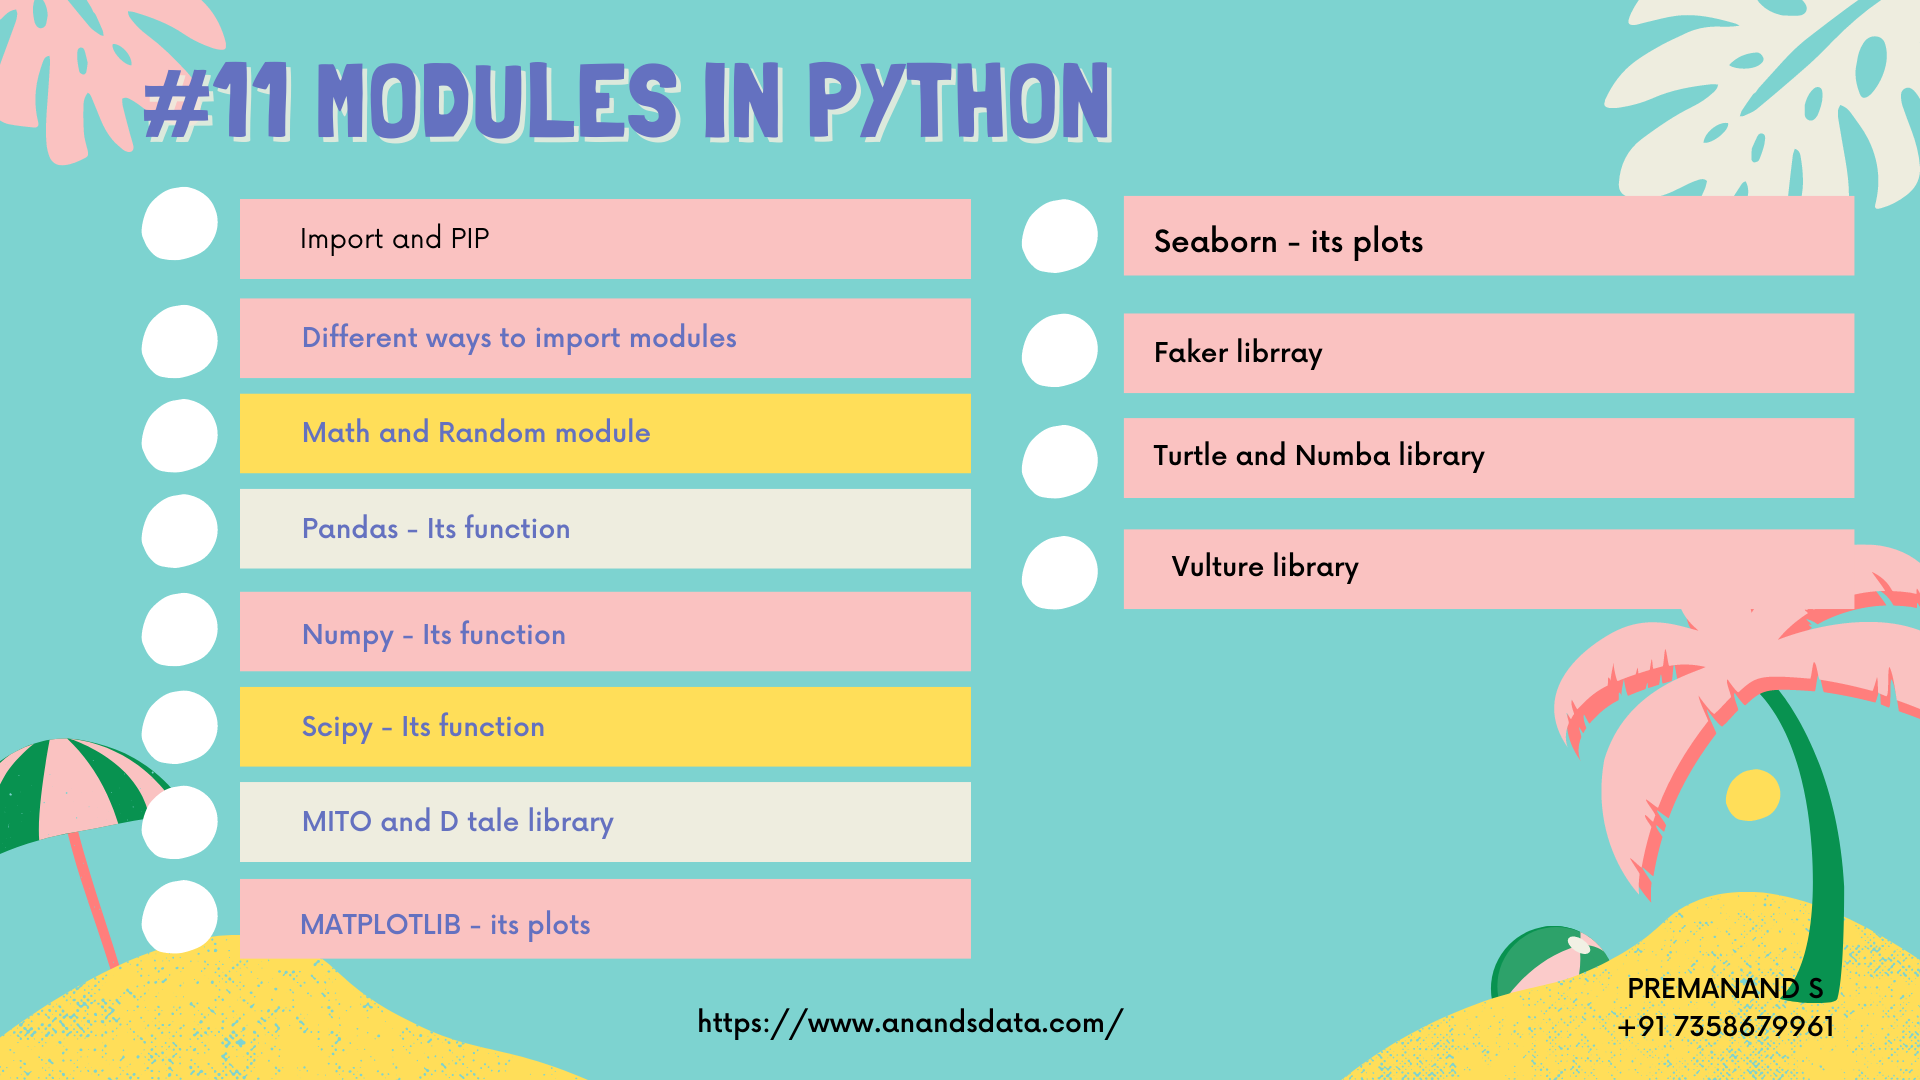 #11 MODULES IN PYTHON
Import and PIP
Different ways to import modules
Math and Random module
Pandas - Its function
Numpy - Its function
Scipy - Its function
MITO and D tale library
MATPLOTLIB - its plots
Seaborn - its plots
Faker librray
Turtle and Numba library
Vulture library
https://www.anandsdata.com/
PREMANAND S
+91 7358679961